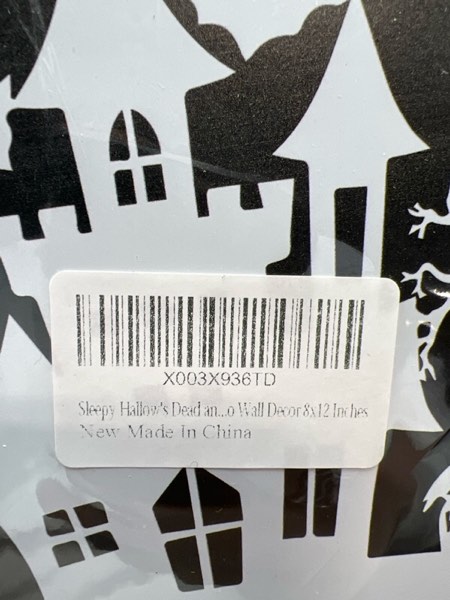 X003X936TD
Sleepy Hallow's Dead an...o Wall Decor 8x12 Inches
New Made In China